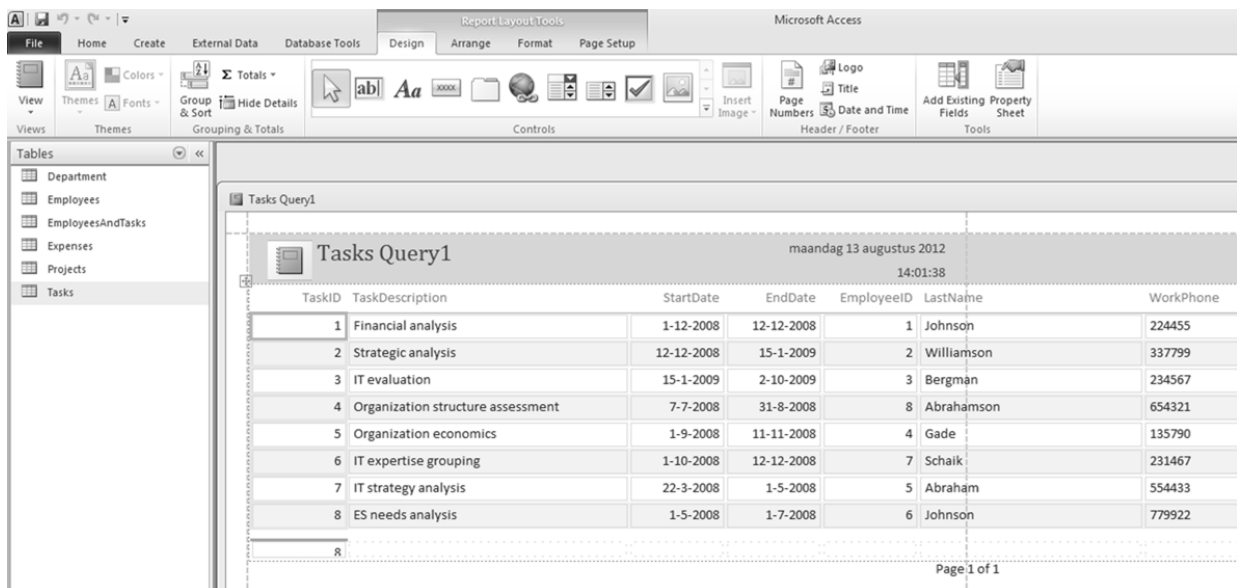 A
Report Layout Tools Microsoft Access
File Home Create External Data Database Tools Design Arrange Format Page Setup
View
Views
Aa Themes
Colors
A Fonts
Themes
Group & Sort
Σ Totals
Hide Details
Grouping & Totals
ab| Aa XXXX
Controls
Insert Image
# Page Numbers
Logo
Title
Date and Time
Header / Footer
Add Existing Fields
Property Sheet
Tools
Tables «
Department
Employees
EmployeesAndTasks
Expenses
Projects
Tasks
Tasks Query1
Tasks Query1 maandag 13 augustus 2012
14:01:38
TaskID TaskDescription StartDate EndDate EmployeeID LastName WorkPhone
1 Financial analysis 1-12-2008 12-12-2008 1 Johnson 224455
2 Strategic analysis 12-12-2008 15-1-2009 2 Williamson 337799
3 IT evaluation 15-1-2009 2-10-2009 3 Bergman 234567
4 Organization structure assessment 7-7-2008 31-8-2008 8 Abrahamson 654321
5 Organization economics 1-9-2008 11-11-2008 4 Gade 135790
6 IT expertise grouping 1-10-2008 12-12-2008 7 Schaik 231467
7 IT strategy analysis 22-3-2008 1-5-2008 5 Abraham 554433
8 ES needs analysis 1-5-2008 1-7-2008 6 Johnson 779922
8
Page 1 of 1